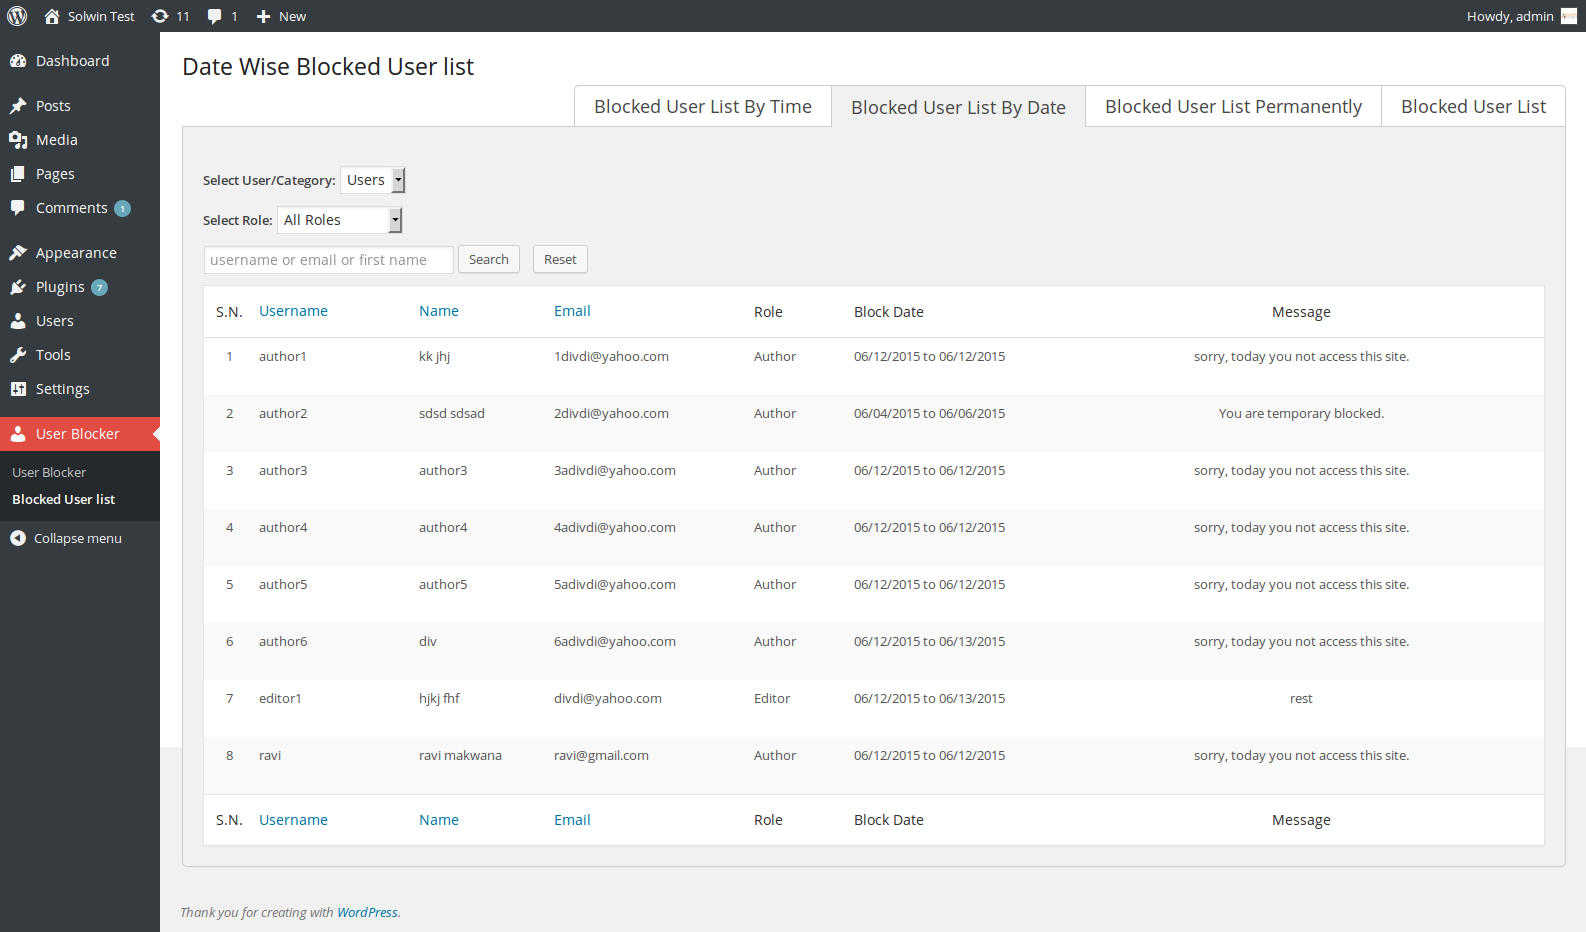 Solwin Test 11 1 New Howdy, admin
Dashboard
Posts
Media
Pages
Comments 1
Appearance
Plugins 7
Users
Tools
Settings
User Blocker
User Blocker
Blocked User list
Collapse menu
Date Wise Blocked User list
Blocked User List By Time Blocked User List By Date Blocked User List Permanently Blocked User List
Select User/Category: Users
Select Role: All Roles
username or email or first name Search Reset
S.N. Username Name Email Role Block Date Message
1 author1 kk jhj 1divdi@yahoo.com Author 06/12/2015 to 06/12/2015 sorry, today you not access this site.
2 author2 sdsd sdsad 2divdi@yahoo.com Author 06/04/2015 to 06/06/2015 You are temporary blocked.
3 author3 author3 3adivdi@yahoo.com Author 06/12/2015 to 06/12/2015 sorry, today you not access this site.
4 author4 author4 4adivdi@yahoo.com Author 06/12/2015 to 06/12/2015 sorry, today you not access this site.
5 author5 author5 5adivdi@yahoo.com Author 06/12/2015 to 06/12/2015 sorry, today you not access this site.
6 author6 div 6adivdi@yahoo.com Author 06/12/2015 to 06/13/2015 sorry, today you not access this site.
7 editor1 hjkj fhf divdi@yahoo.com Editor 06/12/2015 to 06/13/2015 rest
8 ravi ravi makwana ravi@gmail.com Author 06/12/2015 to 06/12/2015 sorry, today you not access this site.
S.N. Username Name Email Role Block Date Message
Thank you for creating with WordPress.